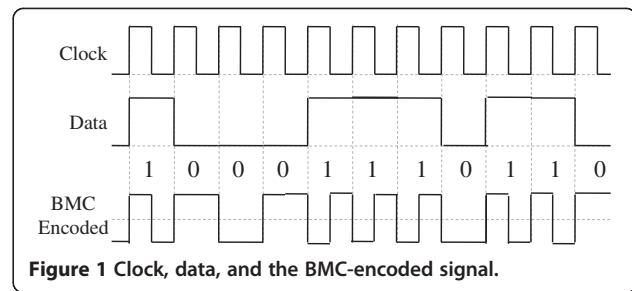 Clock
Data
1 0 0 0 1 1 1 0 1 1 0
BMC
Encoded
Figure 1 Clock, data, and the BMC-encoded signal.